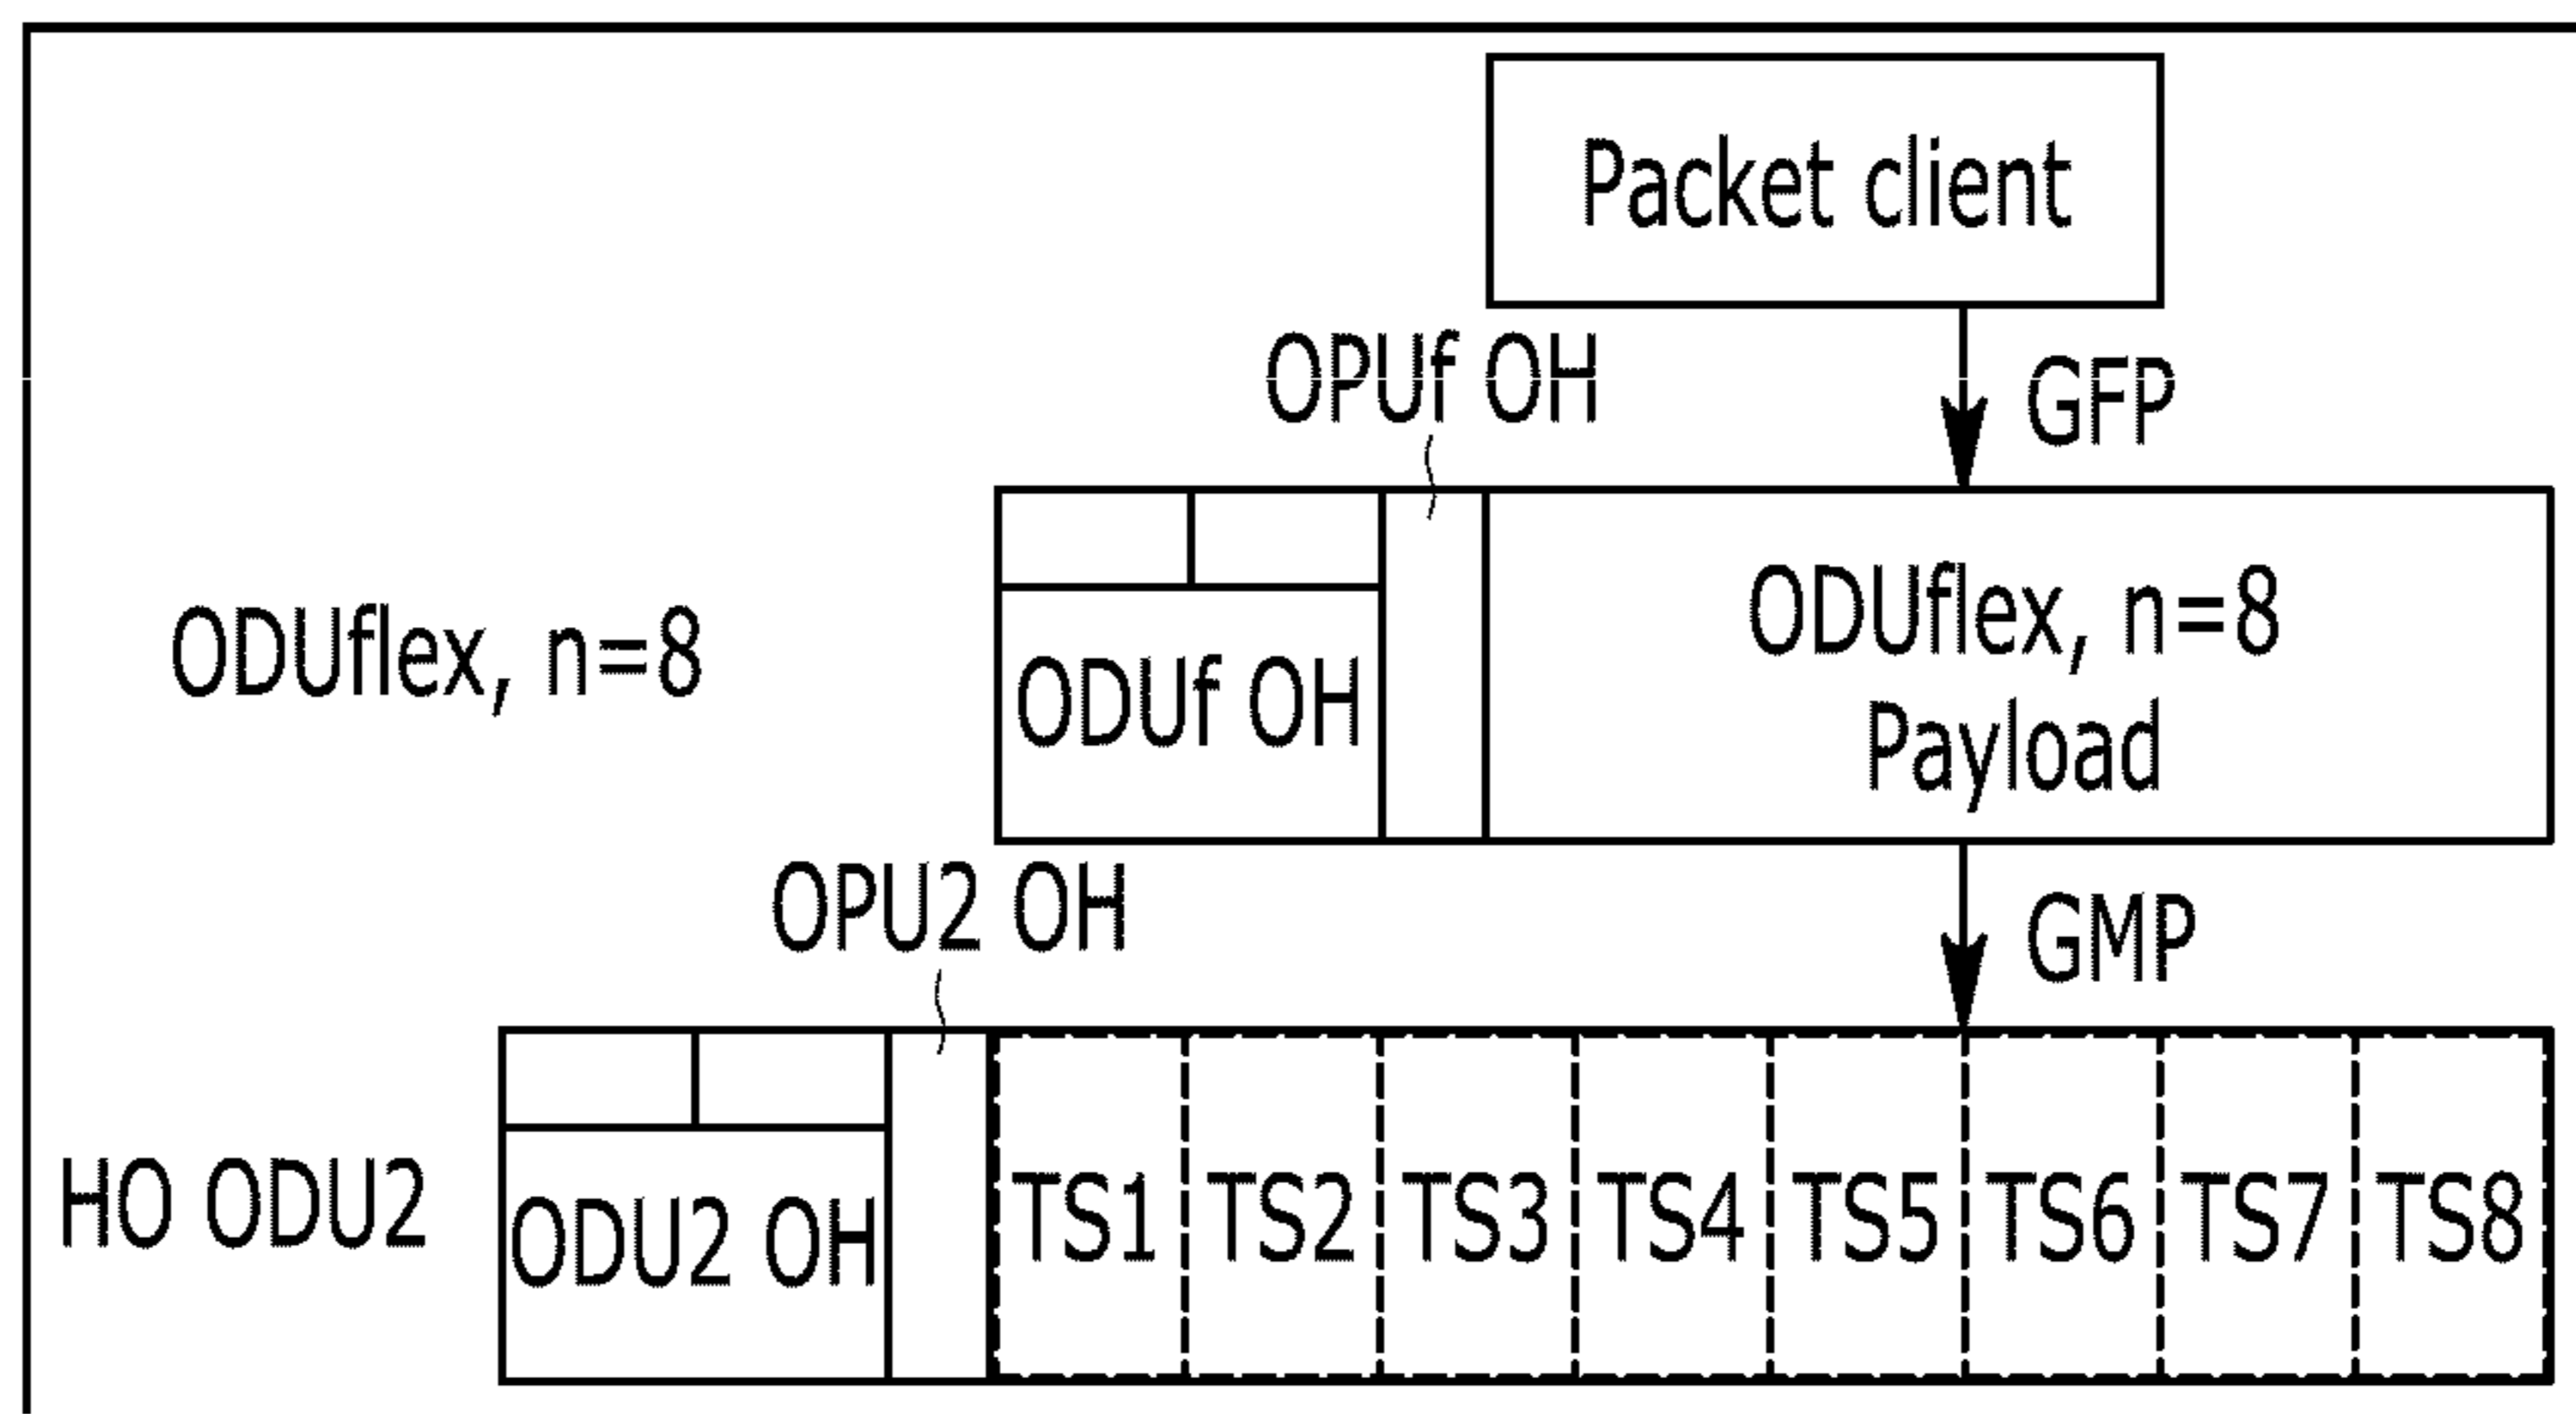 Packet client
OPUf OH
GFP
ODUflex, n=8
ODUf OH
ODUflex, n=8
Payload
OPU2 OH
GMP
HO ODU2
ODU2 OH
TS1 TS2 TS3 TS4 TS5 TS6 TS7 TS8